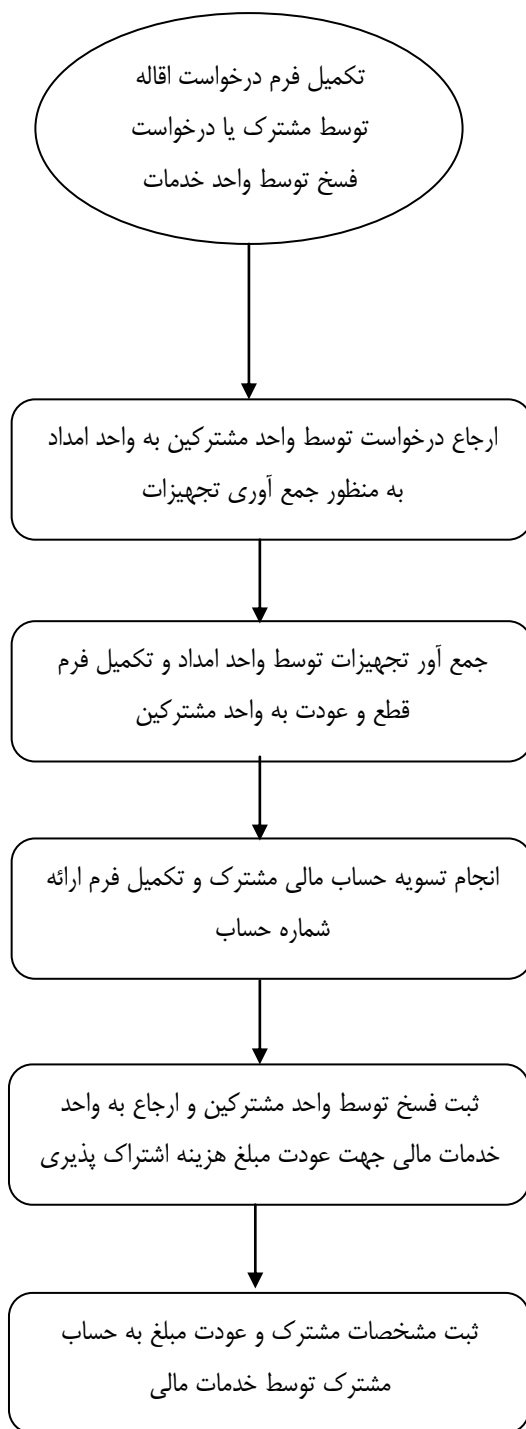 تکمیل فرم درخواست اقاله
توسط مشترک یا درخواست
فسخ توسط واحد خدمات
ارجاع درخواست توسط واحد مشترکین به واحد امداد
به منظور جمع آوری تجهیزات
جمع آور تجهیزات توسط واحد امداد و تکمیل فرم
قطع و عودت به واحد مشترکین
انجام تسویه حساب مالی مشترک و تکمیل فرم ارائه
شماره حساب
ثبت فسخ توسط واحد مشترکین و ارجاع به واحد
خدمات مالی جهت عودت مبلغ هزینه اشتراک پذیری
ثبت مشخصات مشترک و عودت مبلغ به حساب
مشترک توسط خدمات مالی